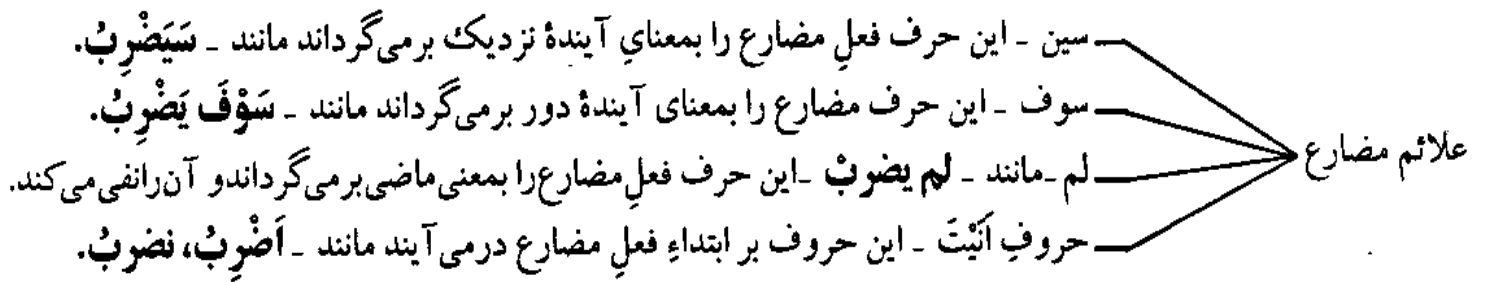 سین ـ این حرف فعلِ مضارع را بمعنایِ آیندهٔ نزدیک برمی‌گرداند مانند ـ سَیَضْرِبُ.
سوف ـ این حرف مضارع را بمعنای آیندهٔ دور برمی‌گرداند مانند ـ سَوْفَ یَضْرِبُ.
علائم مضارع
لم ـ مانند ـ لم یضربْ ـ این حرف فعلِ مضارع را بمعنی ماضی برمی‌گرداند و آن را نفی می‌کند.
حروفِ اَتَیْنَ ـ این حروف بر ابتداءِ فعلِ مضارع درمی‌آیند مانند ـ اَضْرِبُ، نضربُ.